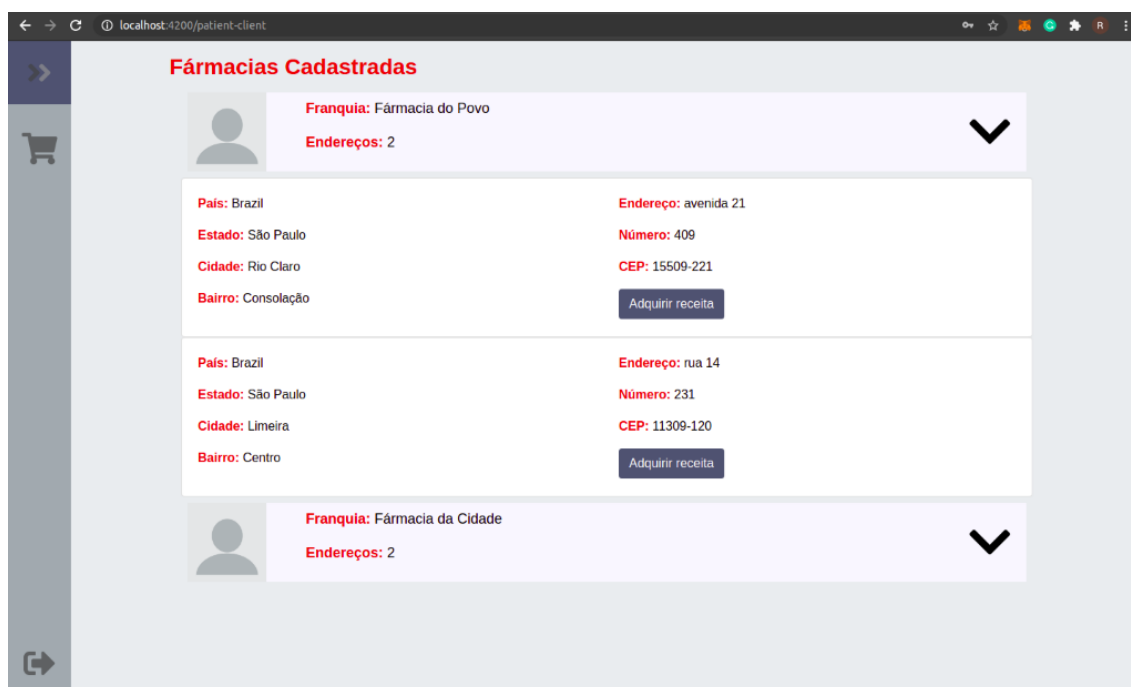 localhost:4200/patient-client
R
Fármacias Cadastradas
Franquia: Fármacia do Povo
Endereços: 2
País: Brazil
Estado: São Paulo
Cidade: Rio Claro
Bairro: Consolação
Endereço: avenida 21
Número: 409
CEP: 15509-221
Adquirir receita
País: Brazil
Estado: São Paulo
Cidade: Limeira
Bairro: Centro
Endereço: rua 14
Número: 231
CEP: 11309-120
Adquirir receita
Franquia: Fármacia da Cidade
Endereços: 2